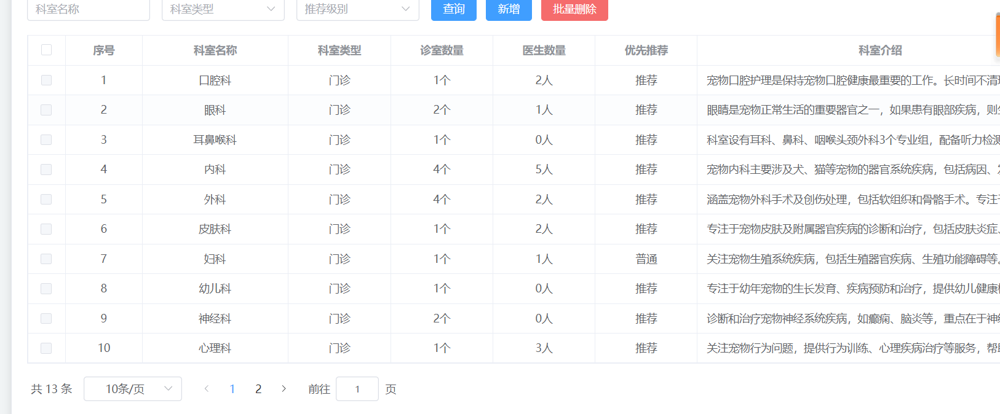 科室名称 科室类型 推荐级别 查询 新增 批量删除
序号 科室名称 科室类型 诊室数量 医生数量 优先推荐 科室介绍
1 口腔科 门诊 1个 2人 推荐 宠物口腔护理是保持宠物口腔健康最重要的工作。长时间不清
2 眼科 门诊 2个 1人 推荐 眼睛是宠物正常生活的重要器官之一，如果患有眼部疾病，则
3 耳鼻喉科 门诊 1个 0人 推荐 科室设有耳科、鼻科、咽喉头颈外科3个专业组，配备听力检测
4 内科 门诊 4个 5人 推荐 宠物内科主要涉及犬、猫等宠物的器官系统疾病，包括病因、
5 外科 门诊 4个 2人 推荐 涵盖宠物外科手术及创伤处理，包括软组织和骨骼手术。专注
6 皮肤科 门诊 1个 2人 推荐 专注于宠物皮肤及附属器官疾病的诊断和治疗，包括皮肤炎症、
7 妇科 门诊 1个 1人 普通 关注宠物生殖系统疾病，包括生殖器官疾病、生殖功能障碍等。
8 幼儿科 门诊 1个 0人 推荐 专注于幼年宠物的生长发育、疾病预防和治疗，提供幼儿健康
9 神经科 门诊 2个 0人 推荐 诊断和治疗宠物神经系统疾病，如癫痫、脑炎等，重点在于神
10 心理科 门诊 1个 3人 推荐 关注宠物行为问题，提供行为训练、心理疾病治疗等服务，帮
共 13 条 10条/页 1 2 前往 1 页